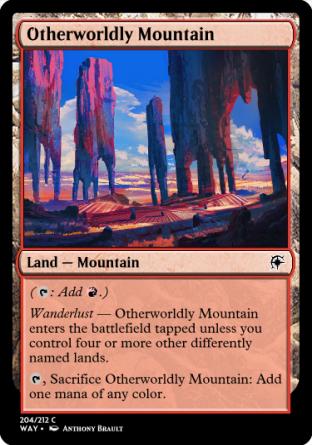 Otherworldly Mountain
Land — Mountain
(: Add .)
Wanderlust — Otherworldly Mountain
enters the battlefield tapped unless you
control four or more other differently
named lands.
, Sacrifice Otherworldly Mountain: Add
one mana of any color.
204/212 C
WAY • Anthony Brault